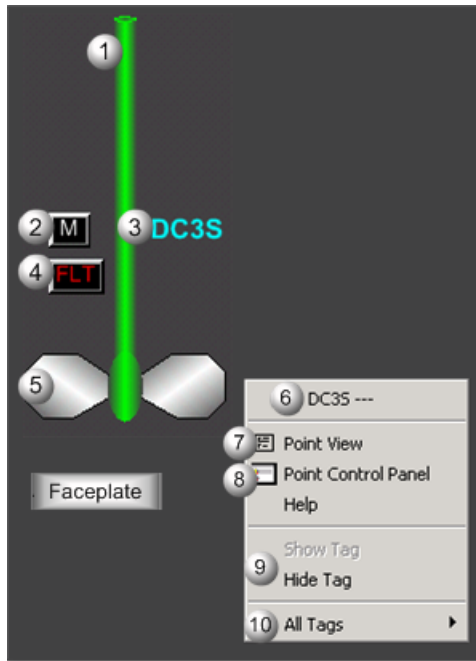 1
2 M 3 DC3S
4 FLT
5
6 DC3S ---
7 Point View
8 Point Control Panel
Faceplate
Help
Show Tag
9
Hide Tag
10 All Tags